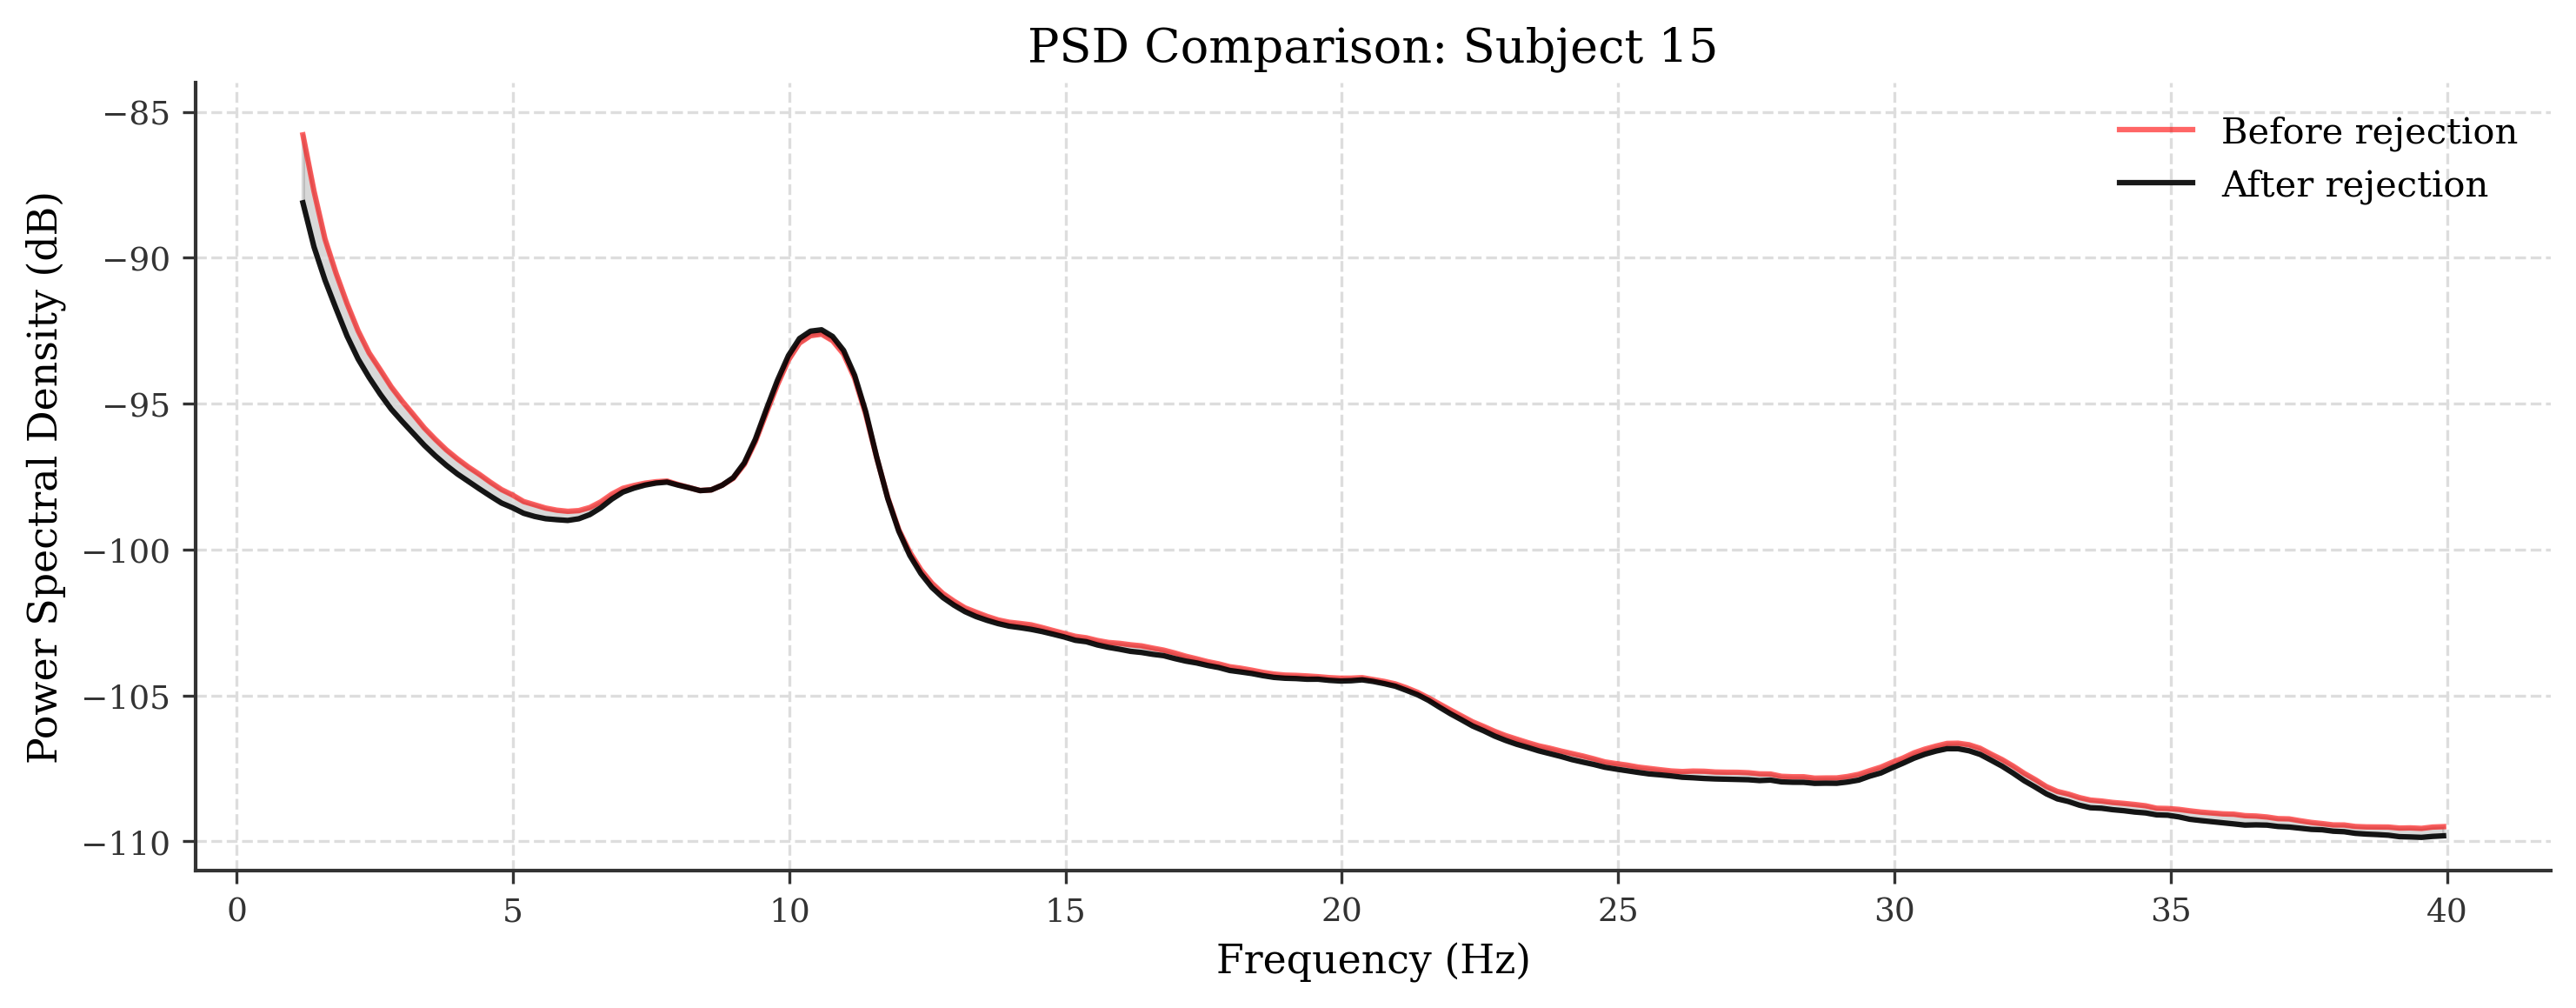 PSD Comparison: Subject 15
Power Spectral Density (dB)
−85
−90
−95
−100
−105
−110
Before rejection
After rejection
0 5 10 15 20 25 30 35 40
Frequency (Hz)